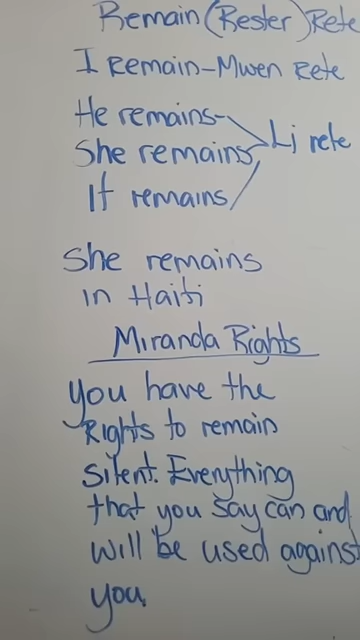 Remain (Rester) Rete
I Remain - Mwen Rete
He remains -
She remains Li rete
It remains
She remains
in Haiti
Miranda Rights
You have the
Rights to remain
Silent. Everything
that you say can and
will be used against
you.